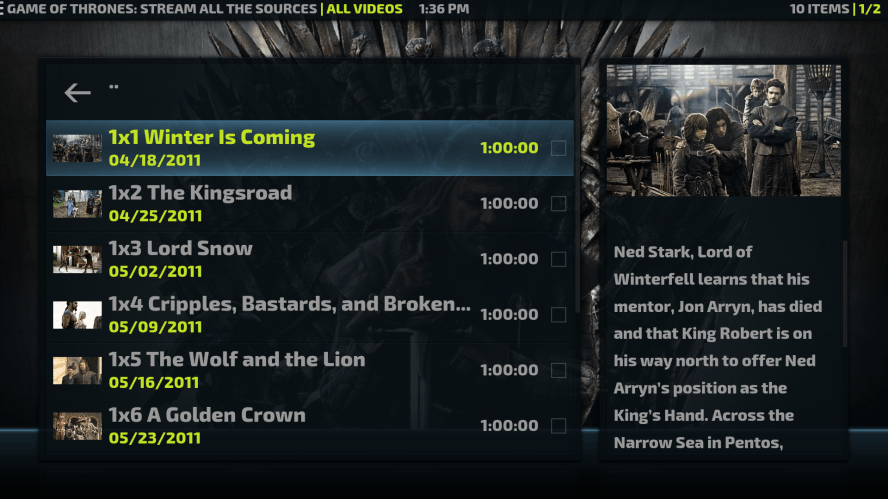 GAME OF THRONES: STREAM ALL THE SOURCES | ALL VIDEOS 1:36 PM 10 ITEMS | 1/2
..
1x1 Winter Is Coming
04/18/2011 1:00:00
1x2 The Kingsroad
04/25/2011 1:00:00
1x3 Lord Snow
05/02/2011 1:00:00
1x4 Cripples, Bastards, and Broken...
05/09/2011 1:00:00
1x5 The Wolf and the Lion
05/16/2011 1:00:00
1x6 A Golden Crown
05/23/2011 1:00:00
Ned Stark, Lord of
Winterfell learns that his
mentor, Jon Arryn, has died
and that King Robert is on
his way north to offer Ned
Arryn's position as the
King's Hand. Across the
Narrow Sea in Pentos,